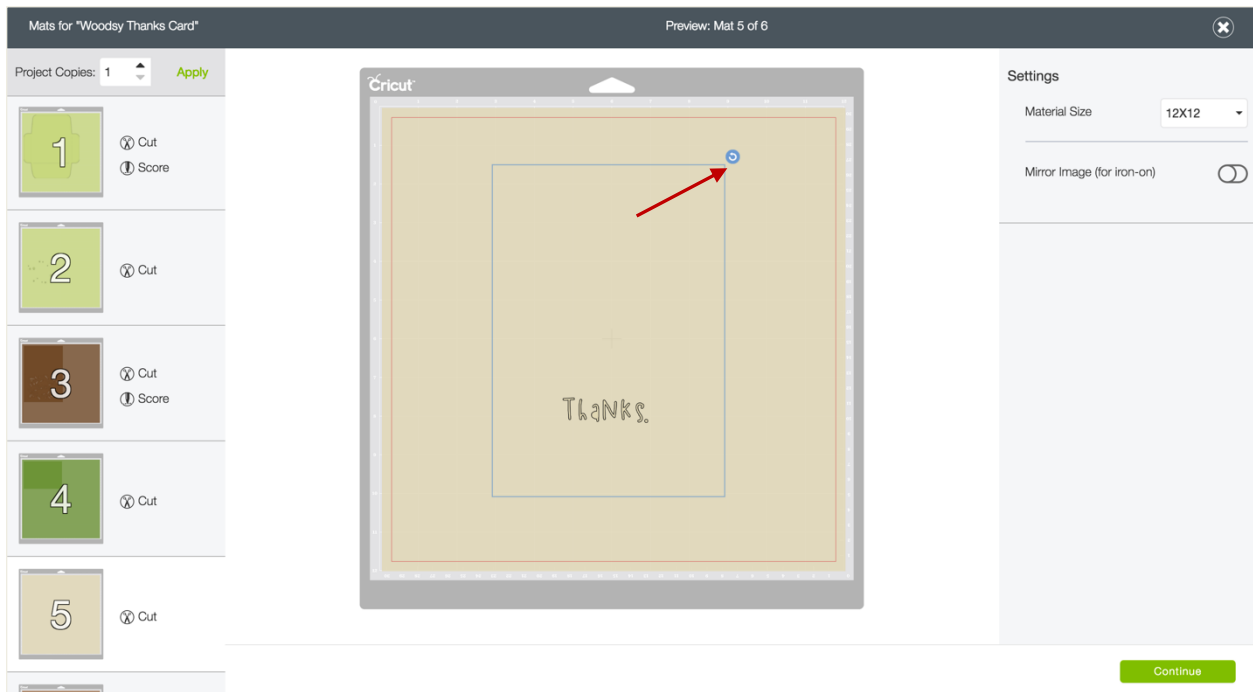 Mats for "Woodsy Thanks Card"
Preview: Mat 5 of 6
Project Copies: 1
Apply
1
Cut
Score
2
Cut
3
Cut
Score
4
Cut
5
Cut
Cricut
Thanks.
Settings
Material Size
12X12
Mirror Image (for iron-on)
Continue